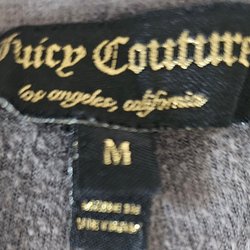 Juicy Couture
los angeles, california
M
MADE IN
VIETNAM